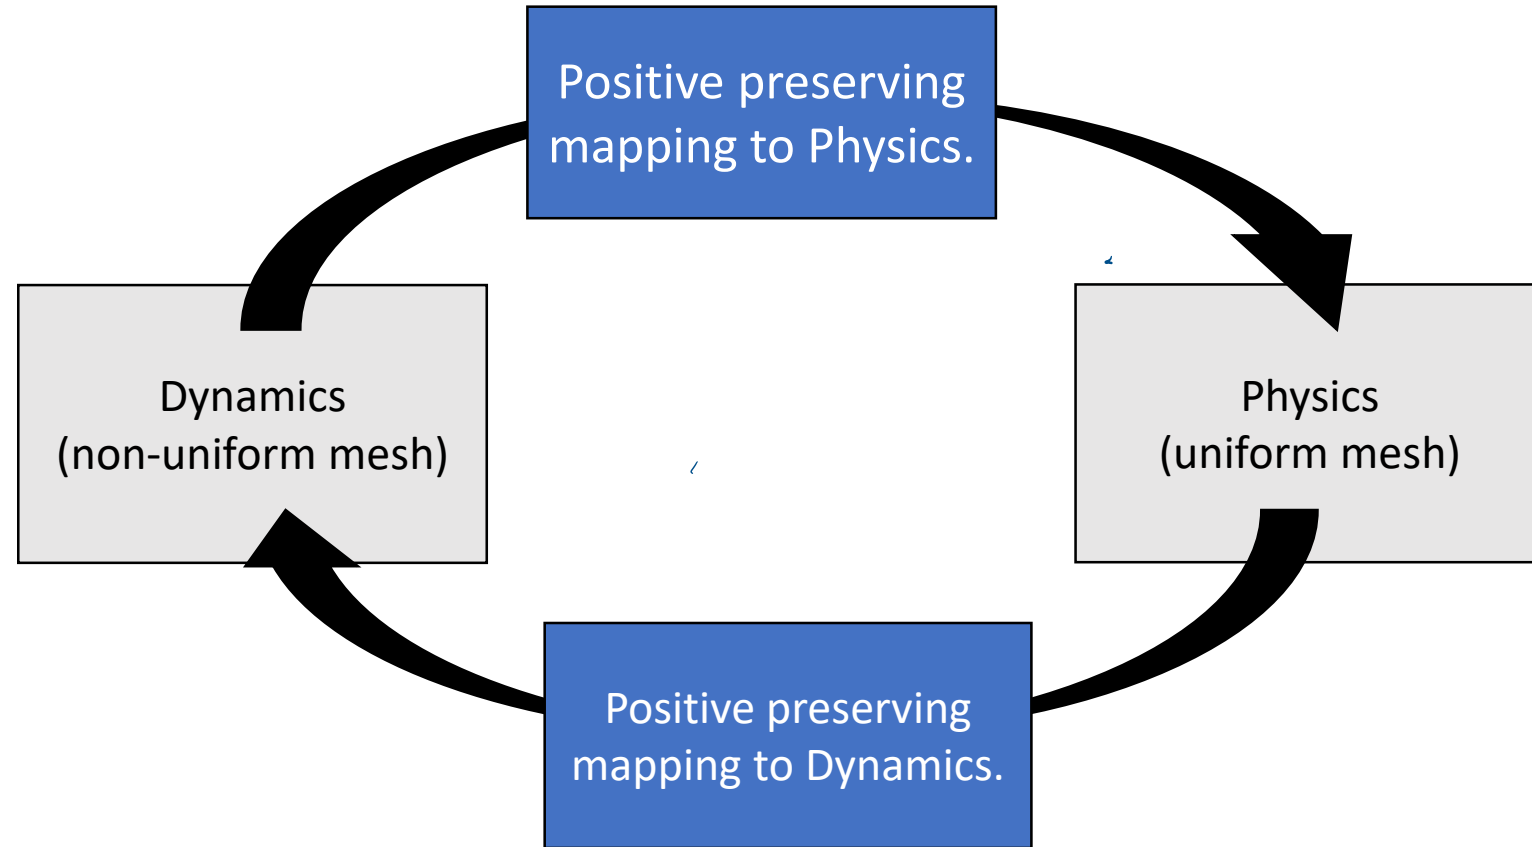 Positive preserving
mapping to Physics.
Dynamics
(non-uniform mesh)
Physics
(uniform mesh)
Positive preserving
mapping to Dynamics.